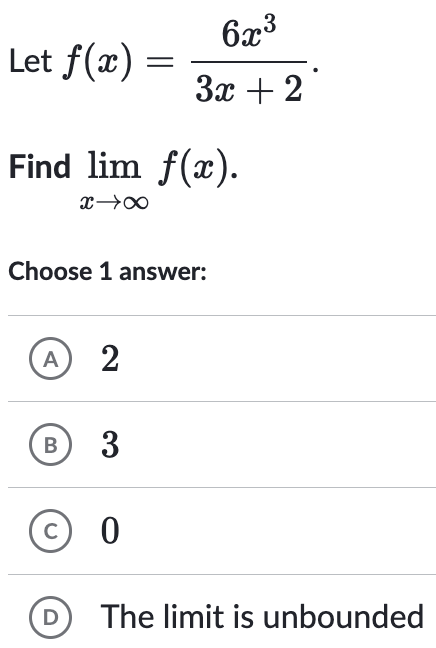 Let f(x) = 6x³ / (3x + 2).
Find lim x→∞ f(x).
Choose 1 answer:
A 2
B 3
C 0
D The limit is unbounded